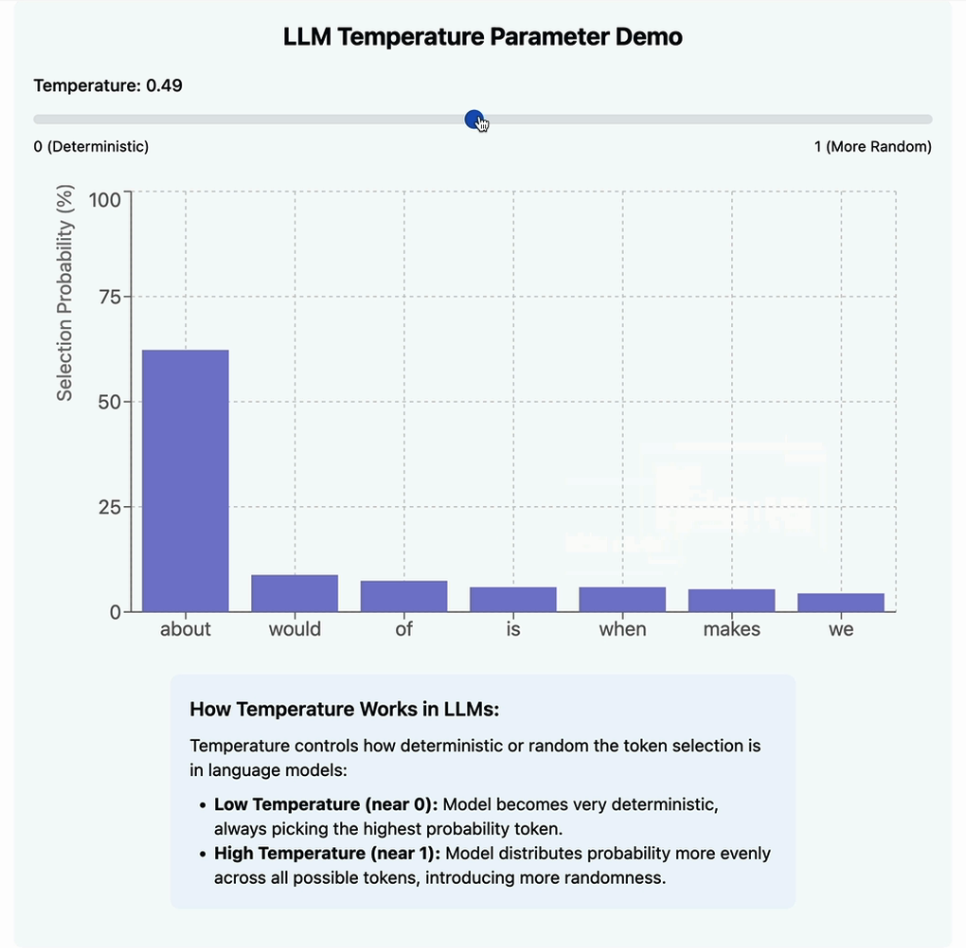 LLM Temperature Parameter Demo
Temperature: 0.49
0 (Deterministic)
1 (More Random)
Selection Probability (%)
100
75
50
25
0
about would of is when makes we
How Temperature Works in LLMs:
Temperature controls how deterministic or random the token selection is
in language models:
• Low Temperature (near 0): Model becomes very deterministic,
always picking the highest probability token.
• High Temperature (near 1): Model distributes probability more evenly
across all possible tokens, introducing more randomness.